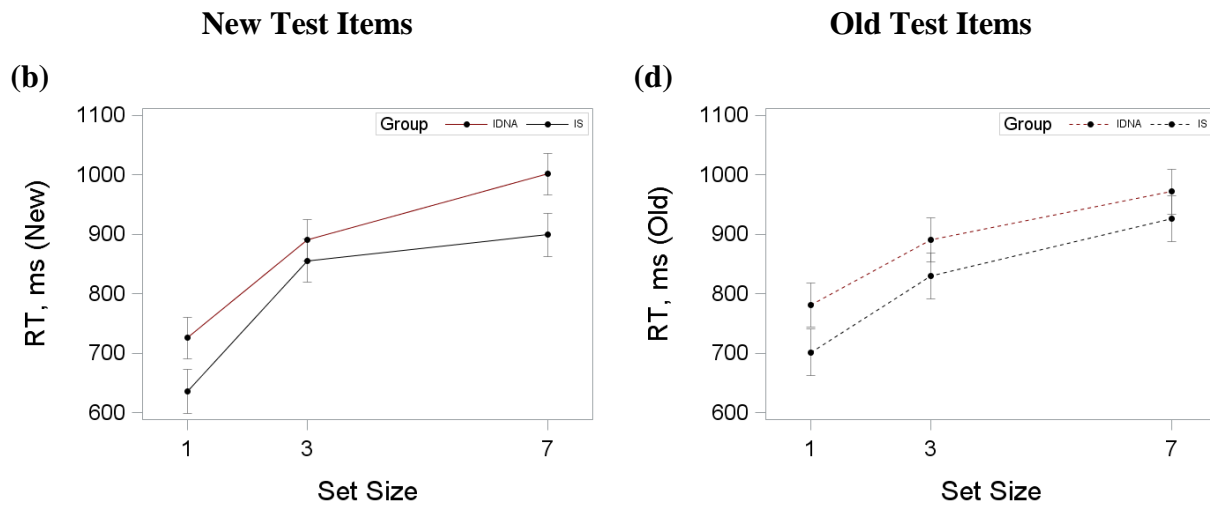 New Test Items
(b)
1100
1000
900
800
700
600
RT, ms (New)
Group IDNA IS
1 3 7
Set Size
Old Test Items
(d)
1100
1000
900
800
700
600
RT, ms (Old)
Group IDNA IS
1 3 7
Set Size